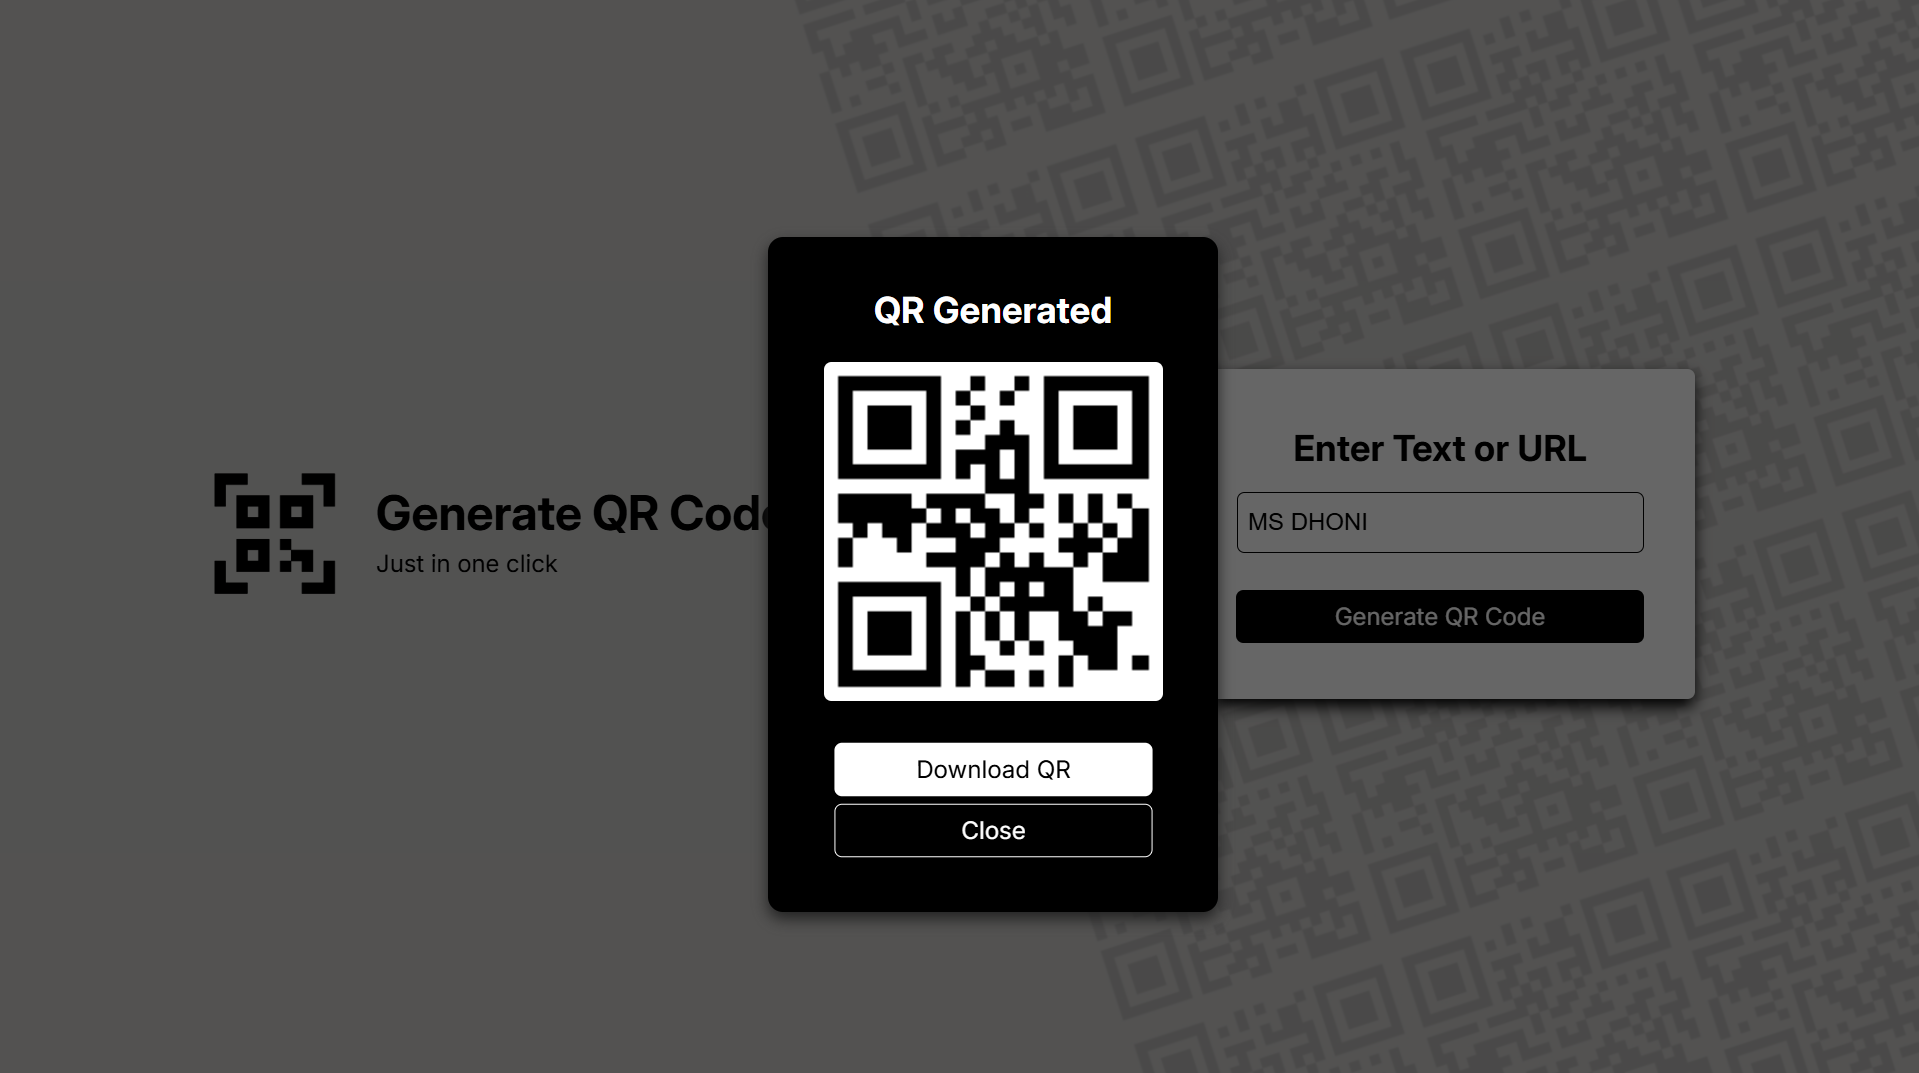 Generate QR Cod
Just in one click
QR Generated
Download QR
Close
Enter Text or URL
MS DHONI
Generate QR Code